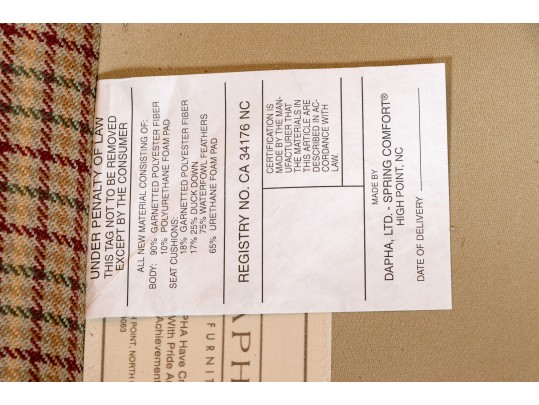 UNDER PENALTY OF LAW
THIS TAG NOT TO BE REMOVED
EXCEPT BY THE CONSUMER
ALL NEW MATERIAL CONSISTING OF:
BODY: 90% GARNETTED POLYESTER FIBER
10% POLYURETHANE FOAM PAD
SEAT CUSHIONS:
18% GARNETTED POLYESTER FIBER
17% 25% DUCK DOWN
75% WATERFOWL FEATHERS
65% URETHANE FOAM PAD
REGISTRY NO. CA 34176 NC
CERTIFICATION IS
MADE BY THE MAN-
UFACTURER THAT
THE MATERIALS IN
THIS ARTICLE ARE
DESCRIBED IN AC-
CORDANCE WITH
LAW.
MADE BY
DAPHA, LTD. - SPRING COMFORT®
HIGH POINT, NC
DATE OF DELIVERY
APH
FURNIT
PHA Have Cr
With Pride A
Achievement
POINT, NORTH